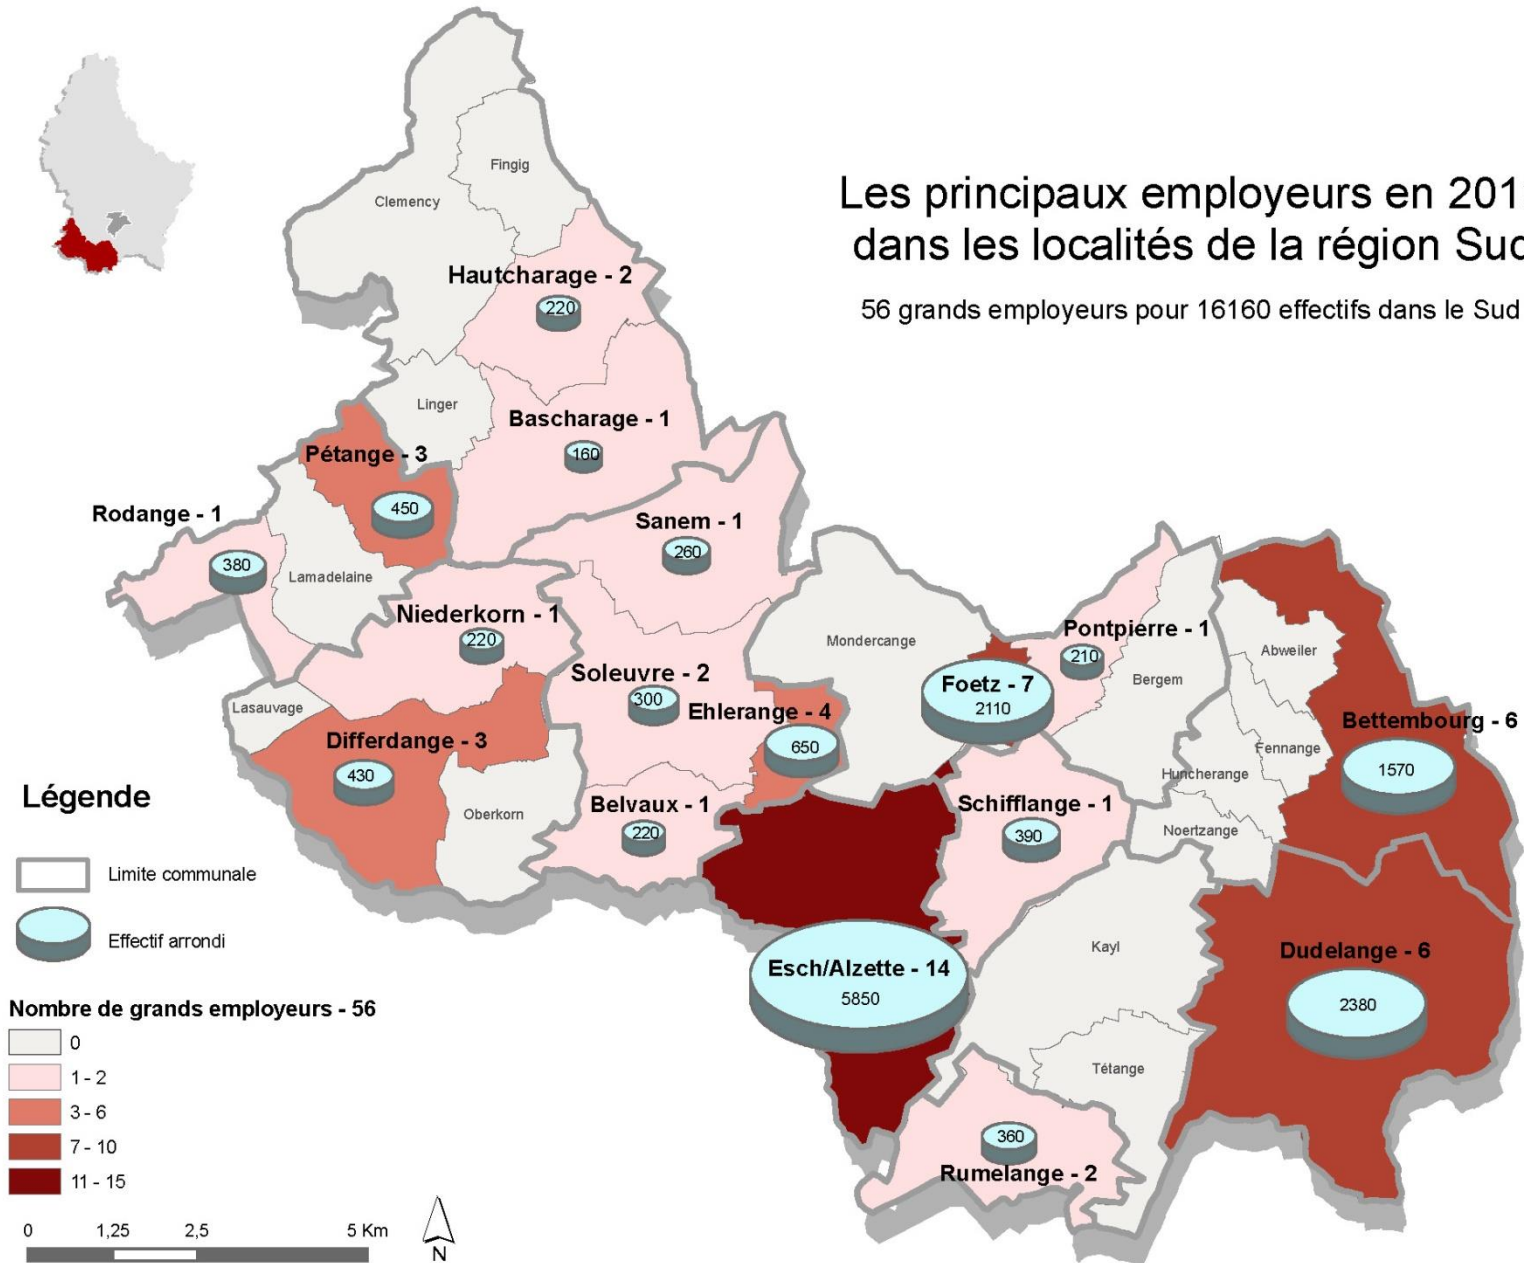 Les principaux employeurs en 201
dans les localités de la région Sud
56 grands employeurs pour 16160 effectifs dans le Sud
Fingig
Clemency
Hautcharage - 2
220
Linger
Bascharage - 1
160
Pétange - 3
450
Rodange - 1
380
Lamadelaine
Sanem - 1
260
Niederkorn - 1
220
Mondercange
Pontpierre - 1
210
Abweiler
Bergem
Soleuvre - 2
300
Foetz - 7
2110
Lasauvage
Ehlerange - 4
650
Bettembourg - 6
1570
Differdange - 3
430
Fennange
Huncherange
Oberkorn
Belvaux - 1
220
Schifflange - 1
390
Noertzange
Kayl
Dudelange - 6
2380
Esch/Alzette - 14
5850
Tétange
360
Rumelange - 2
Légende
Limite communale
Effectif arrondi
Nombre de grands employeurs - 56
0
1 - 2
3 - 6
7 - 10
11 - 15
0 1,25 2,5 5 Km
N